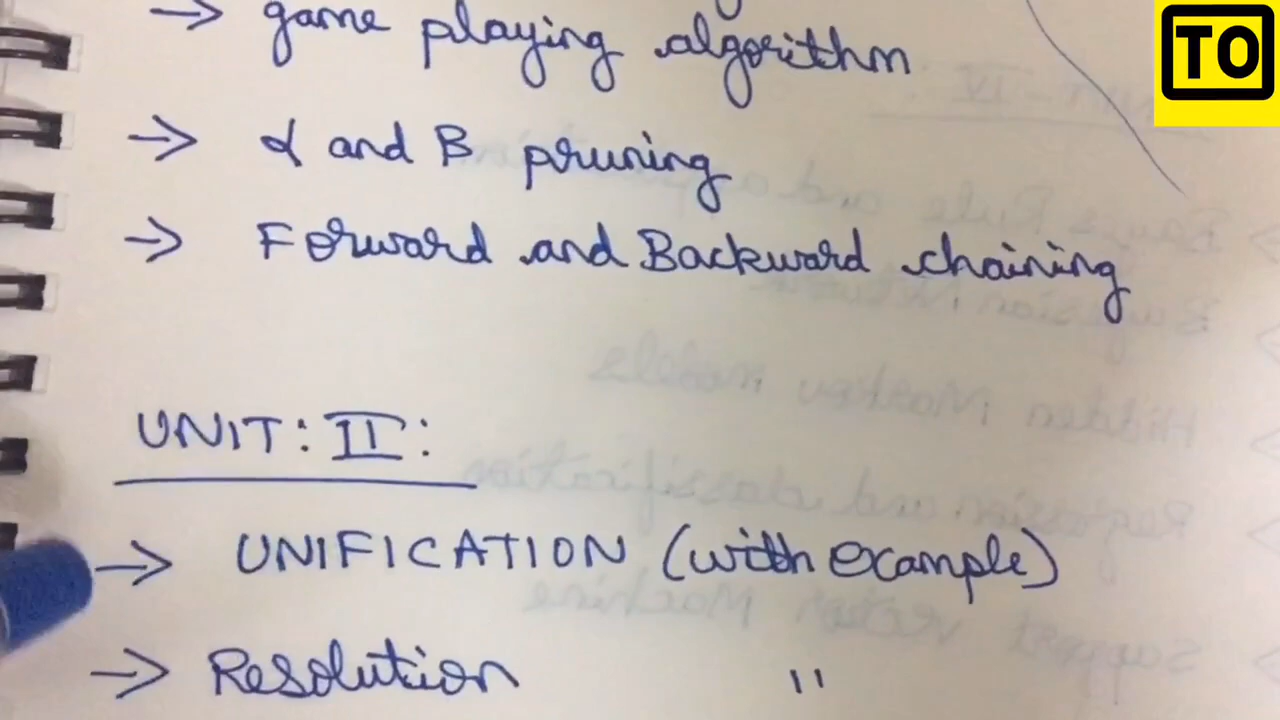 → game playing algorithm
TO
→ α and B pruning
→ Forward and Backward chaining
UNIT: II:
→ UNIFICATION (with example)
→ Resolution "